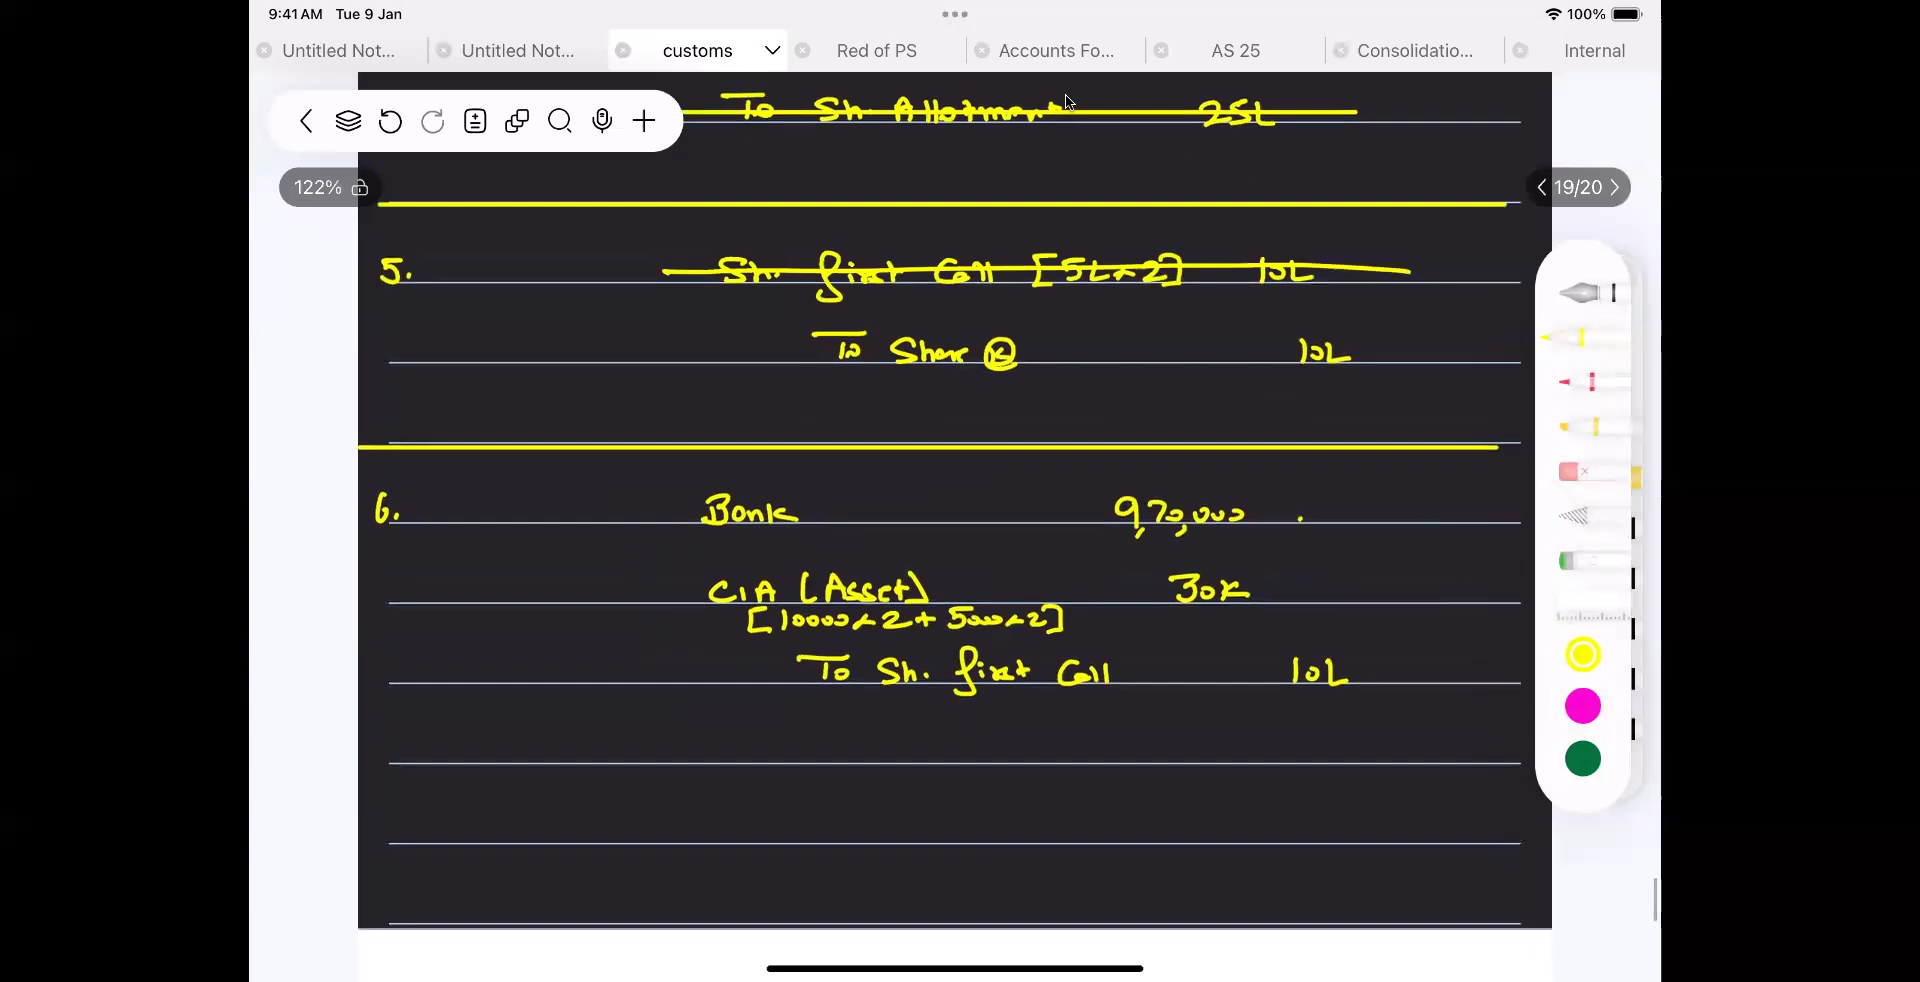 9:41 AM Tue 9 Jan
100%
Untitled Not...
Untitled Not...
customs
Red of PS
Accounts Fo...
AS 25
Consolidatio...
Internal
To Sh. Allotment 25L
122%
19/20
5. Sh. first Call [5L×2] 10L
To Share Ⓚ 10L
6. Bank 9,70,000 .
CIA (Asset) 30K
[10000×2 + 5000×2]
To Sh. first Call 10L